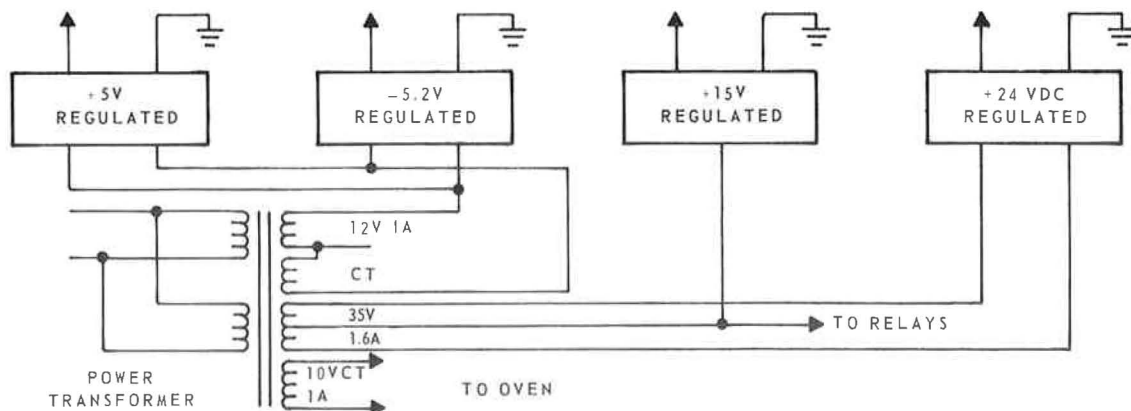 +5V
REGULATED
-5.2V
REGULATED
+15V
REGULATED
+24 VDC
REGULATED
12V 1A
CT
35V
1.6A
TO RELAYS
10VCT
1A
TO OVEN
POWER
TRANSFORMER